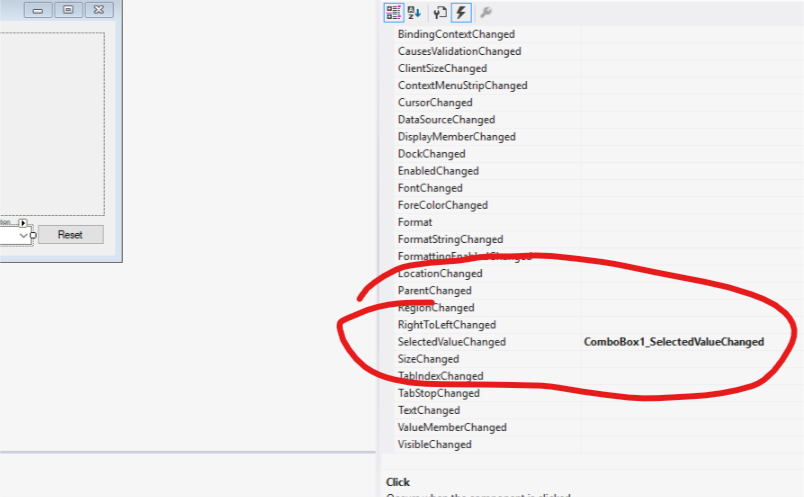 BindingContextChanged
CausesValidationChanged
ClientSizeChanged
ContextMenuStripChanged
CursorChanged
DataSourceChanged
DisplayMemberChanged
DockChanged
EnabledChanged
FontChanged
ForeColorChanged
Format
FormatStringChanged
FormattingEnabledChanged
LocationChanged
ParentChanged
RegionChanged
RightToLeftChanged
SelectedValueChanged ComboBox1_SelectedValueChanged
SizeChanged
TabIndexChanged
TabStopChanged
TextChanged
ValueMemberChanged
VisibleChanged
Click
Occurs when the component is clicked.
Reset